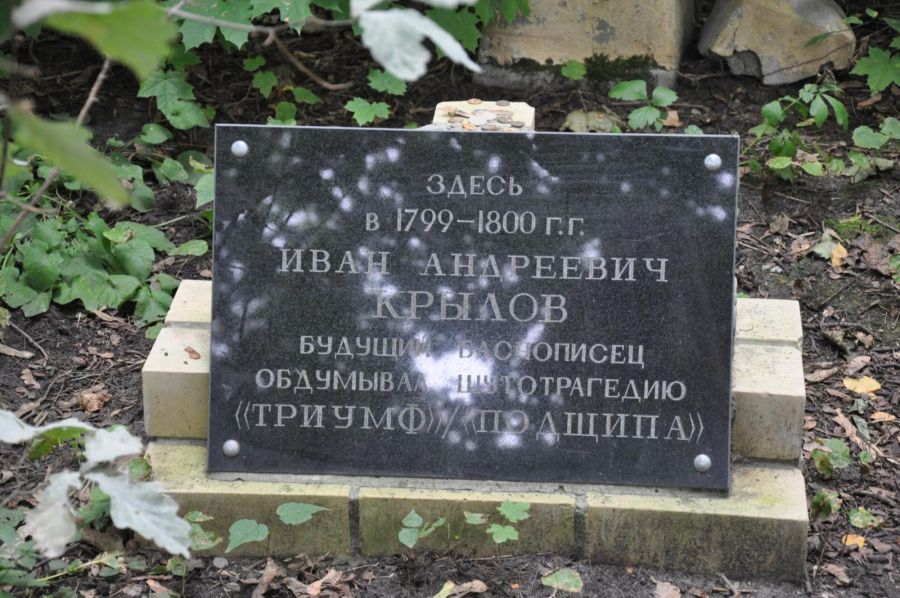 ЗДЕСЬ
В 1799–1800 Г.Г.
ИВАН АНДРЕЕВИЧ
КРЫЛОВ
БУДУЩИЙ БАСНОПИСЕЦ
ОБДУМЫВАЛ ШУТОТРАГЕДИЮ
«ТРИУМФ»/«ПОДЩИПА»